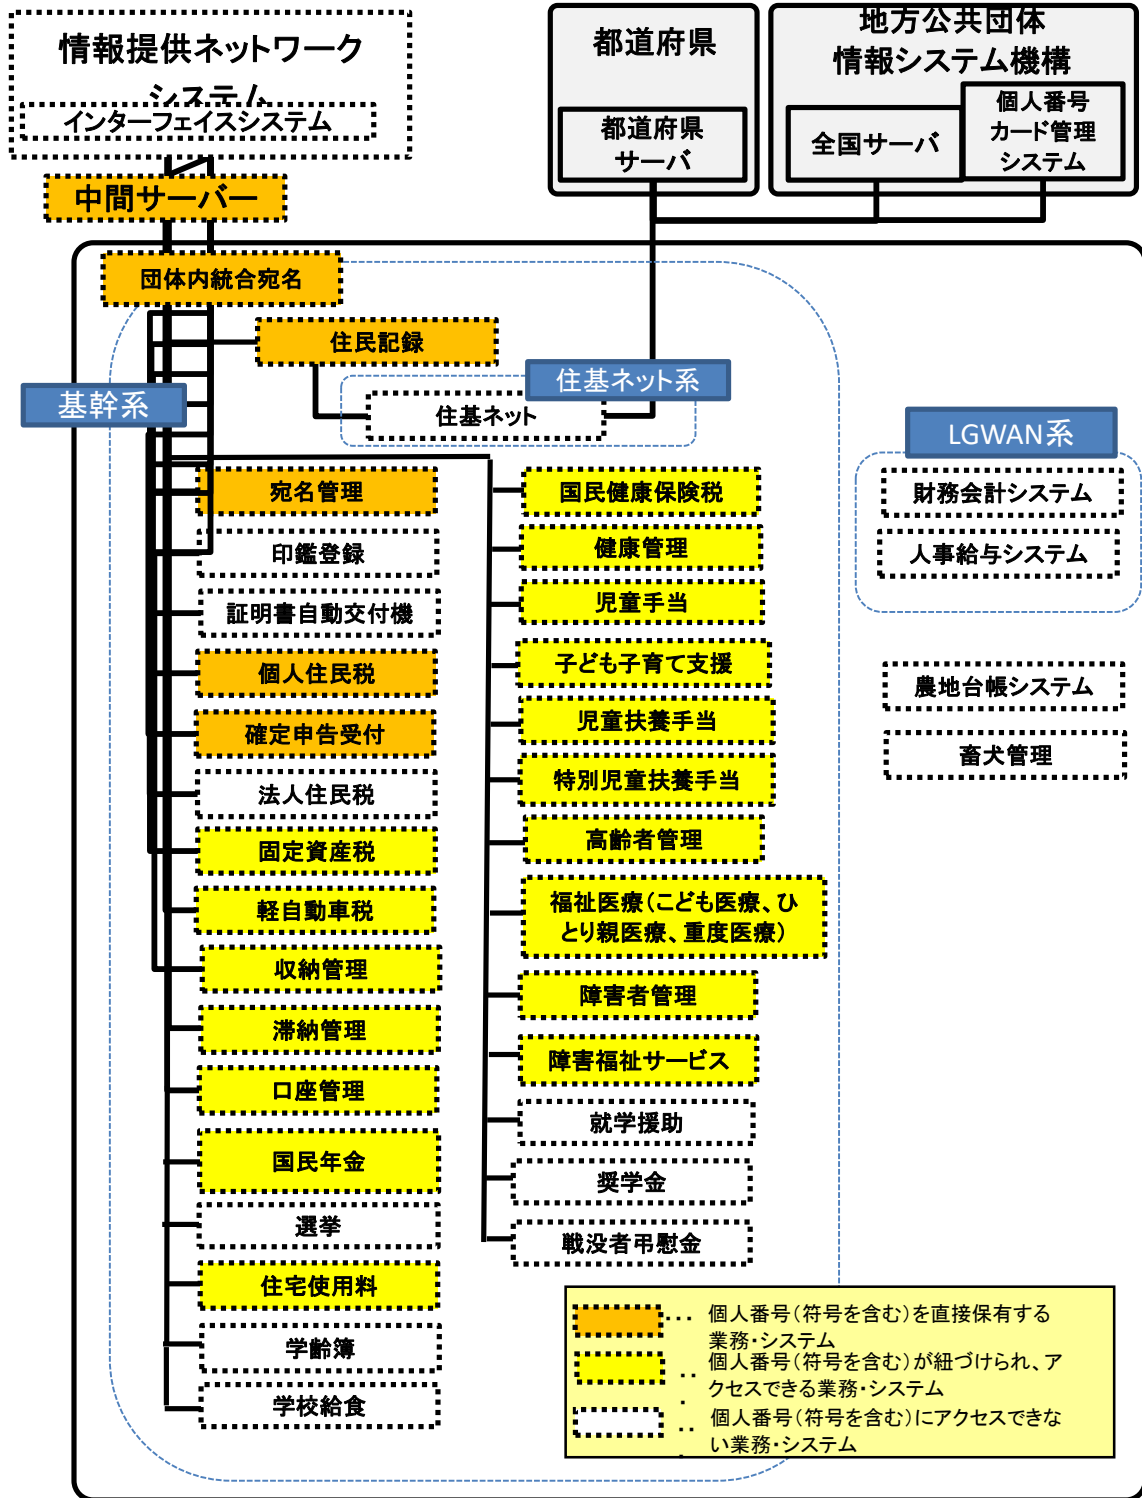 情報提供ネットワーク
システム
インターフェイスシステム
都道府県
都道府県
サーバ
地方公共団体
情報システム機構
全国サーバ
個人番号
カード管理
システム
中間サーバー
団体内統合宛名
住民記録
住基ネット系
住基ネット
基幹系
LGWAN系
財務会計システム
人事給与システム
農地台帳システム
畜犬管理
宛名管理
印鑑登録
証明書自動交付機
個人住民税
確定申告受付
法人住民税
固定資産税
軽自動車税
収納管理
滞納管理
口座管理
国民年金
選挙
住宅使用料
学齢簿
学校給食
国民健康保険税
健康管理
児童手当
子ども子育て支援
児童扶養手当
特別児童扶養手当
高齢者管理
福祉医療(こども医療、ひ
とり親医療、重度医療)
障害者管理
障害福祉サービス
就学援助
奨学金
戦没者弔慰金
… 個人番号(符号を含む)を直接保有する
業務・システム
… 個人番号(符号を含む)が紐づけられ、ア
クセスできる業務・システム
… 個人番号(符号を含む)にアクセスできな
い業務・システム